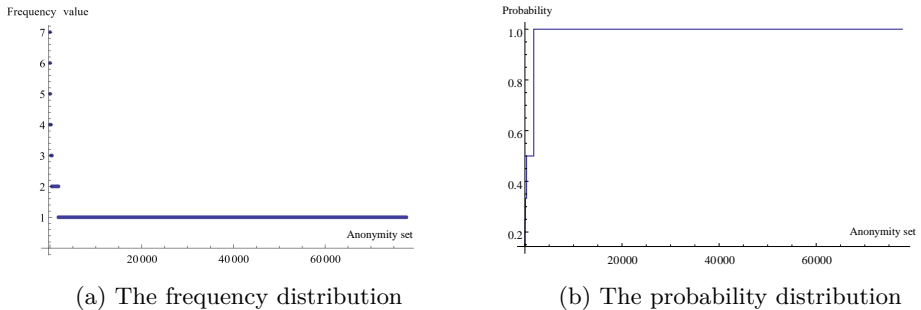 Frequency value
7
6
5
4
3
2
1
Anonymity set
20000 40000 60000
(a) The frequency distribution
Probability
1.0
0.8
0.6
0.4
0.2
Anonymity set
20000 40000 60000
(b) The probability distribution